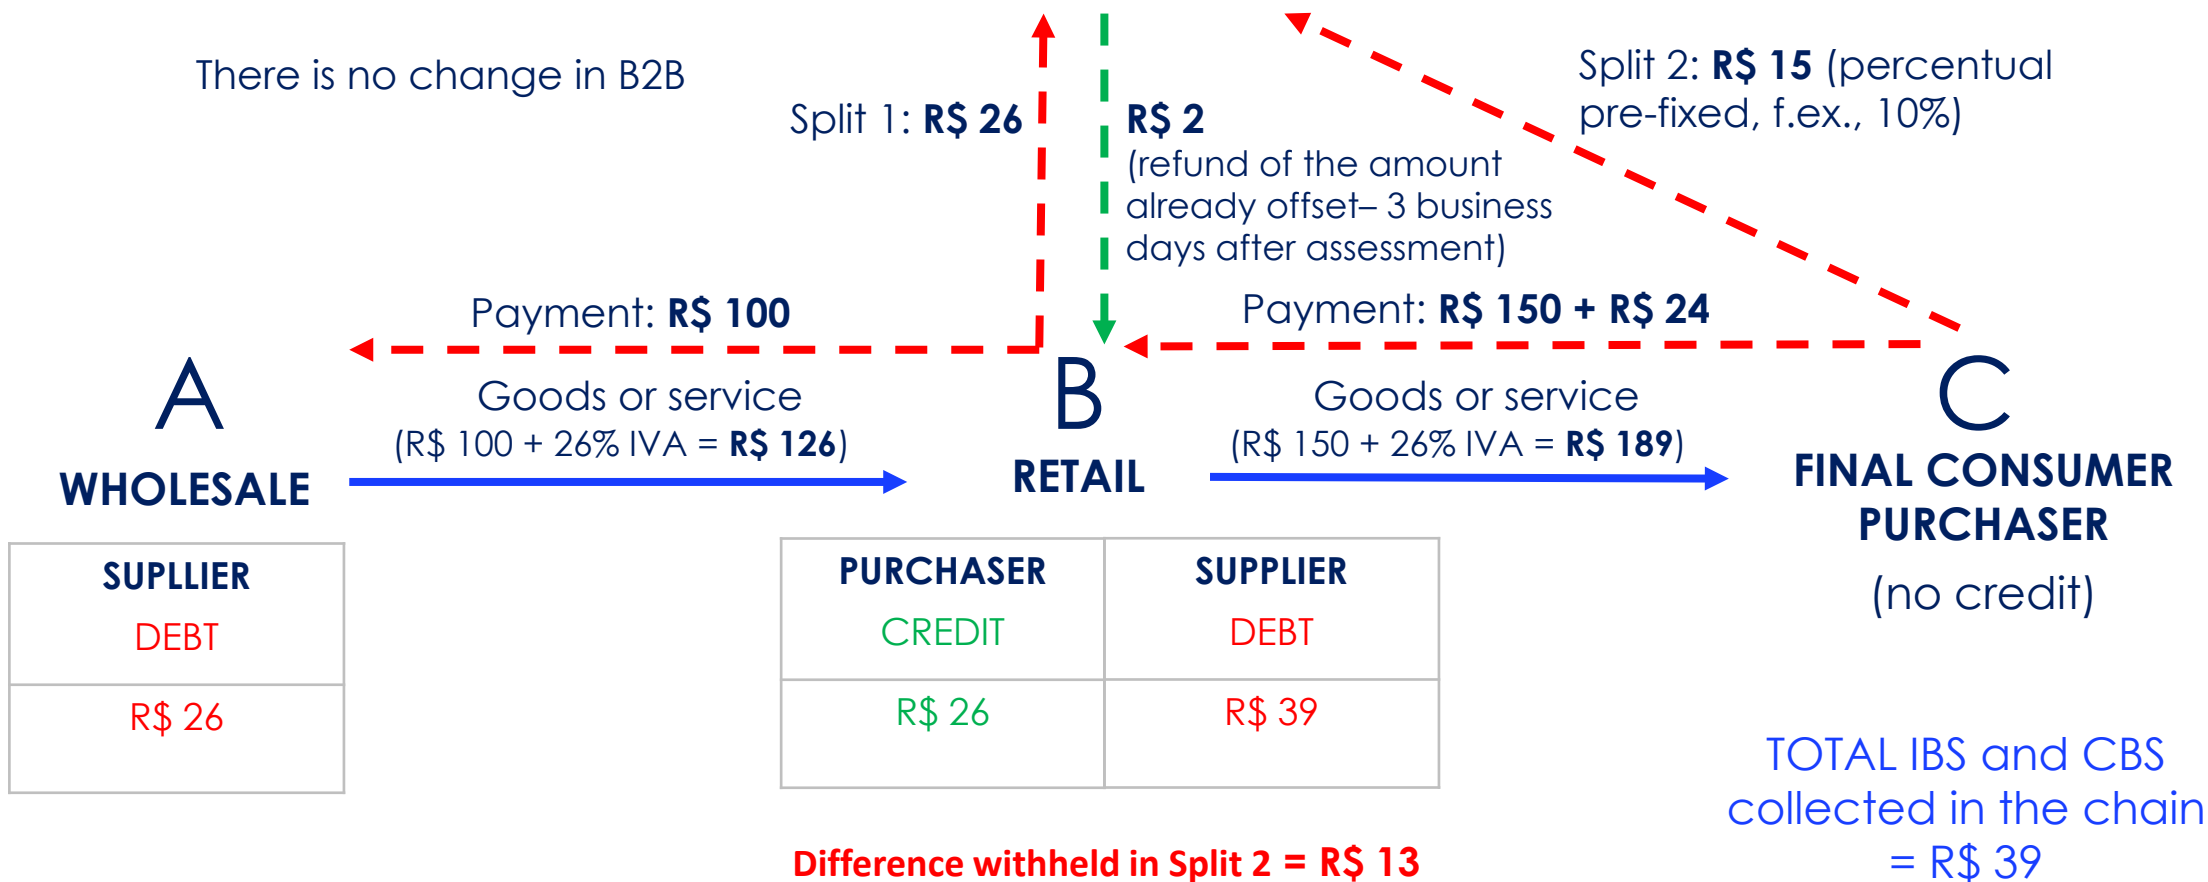 There is no change in B2B
Split 1: R$ 26
R$ 2
(refund of the amount
already offset– 3 business
days after assessment)
Split 2: R$ 15 (percentual
pre-fixed, f.ex., 10%)
Payment: R$ 100
Payment: R$ 150 + R$ 24
A
Goods or service
(R$ 100 + 26% IVA = R$ 126)
B
Goods or service
(R$ 150 + 26% IVA = R$ 189)
C
WHOLESALE
RETAIL
FINAL CONSUMER
PURCHASER
(no credit)
SUPLLIER
DEBT
R$ 26
PURCHASER
CREDIT
R$ 26
SUPPLIER
DEBT
R$ 39
TOTAL IBS and CBS
collected in the chain
= R$ 39
Difference withheld in Split 2 = R$ 13